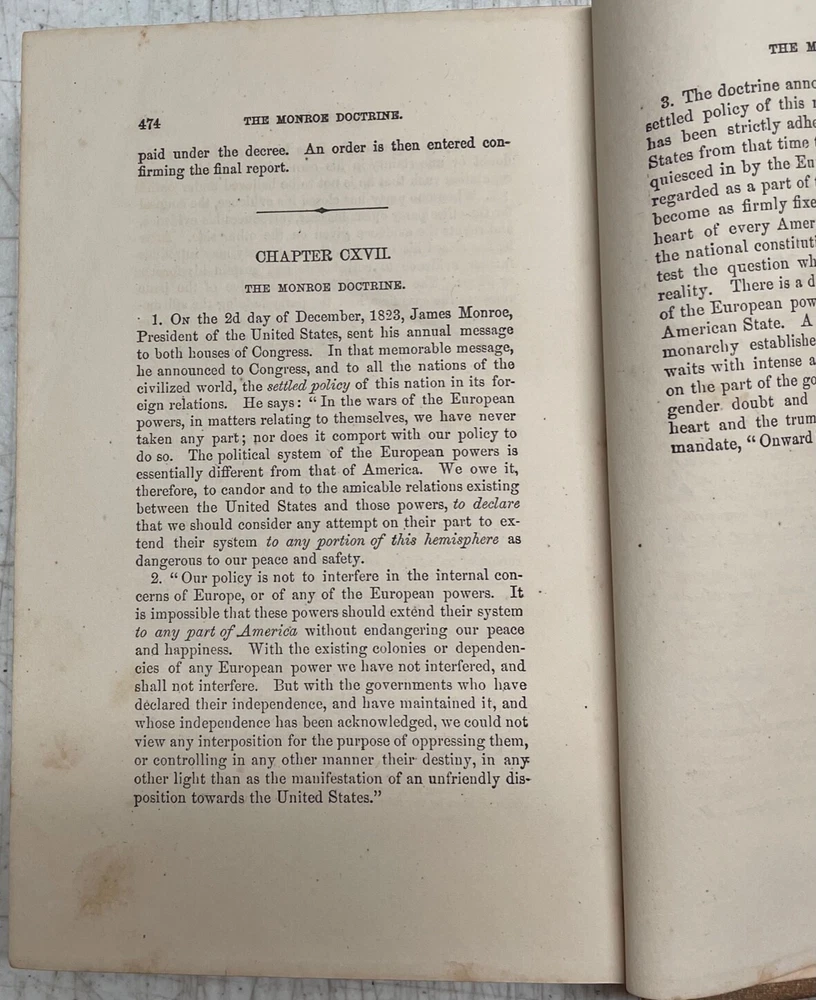 474 THE MONROE DOCTRINE.
paid under the decree. An order is then entered con-
firming the final report.
CHAPTER CXVII.
THE MONROE DOCTRINE.
1. ON the 2d day of December, 1823, James Monroe,
President of the United States, sent his annual message
to both houses of Congress. In that memorable message,
he announced to Congress, and to all the nations of the
civilized world, the settled policy of this nation in its for-
eign relations. He says: “In the wars of the European
powers, in matters relating to themselves, we have never
taken any part; nor does it comport with our policy to
do so. The political system of the European powers is
essentially different from that of America. We owe it,
therefore, to candor and to the amicable relations existing
between the United States and those powers, to declare
that we should consider any attempt on their part to ex-
tend their system to any portion of this hemisphere as
dangerous to our peace and safety.
2. “Our policy is not to interfere in the internal con-
cerns of Europe, or of any of the European powers. It
is impossible that these powers should extend their system
to any part of America without endangering our peace
and happiness. With the existing colonies or dependen-
cies of any European power we have not interfered, and
shall not interfere. But with the governments who have
declared their independence, and have maintained it, and
whose independence has been acknowledged, we could not
view any interposition for the purpose of oppressing them,
or controlling in any other manner their destiny, in any
other light than as the manifestation of an unfriendly dis-
position towards the United States.”
THE M
3. The doctrine anno
settled policy of this
has been strictly adhe
States from that time
quiesced in by the Eu
regarded as a part of
become as firmly fixe
heart of every Amer
the national constitut
test the question wh
reality. There is a d
of the European pow
American State. A
monarchy establishe
waits with intense a
on the part of the go
gender doubt and
heart and the trum
mandate, “Onward